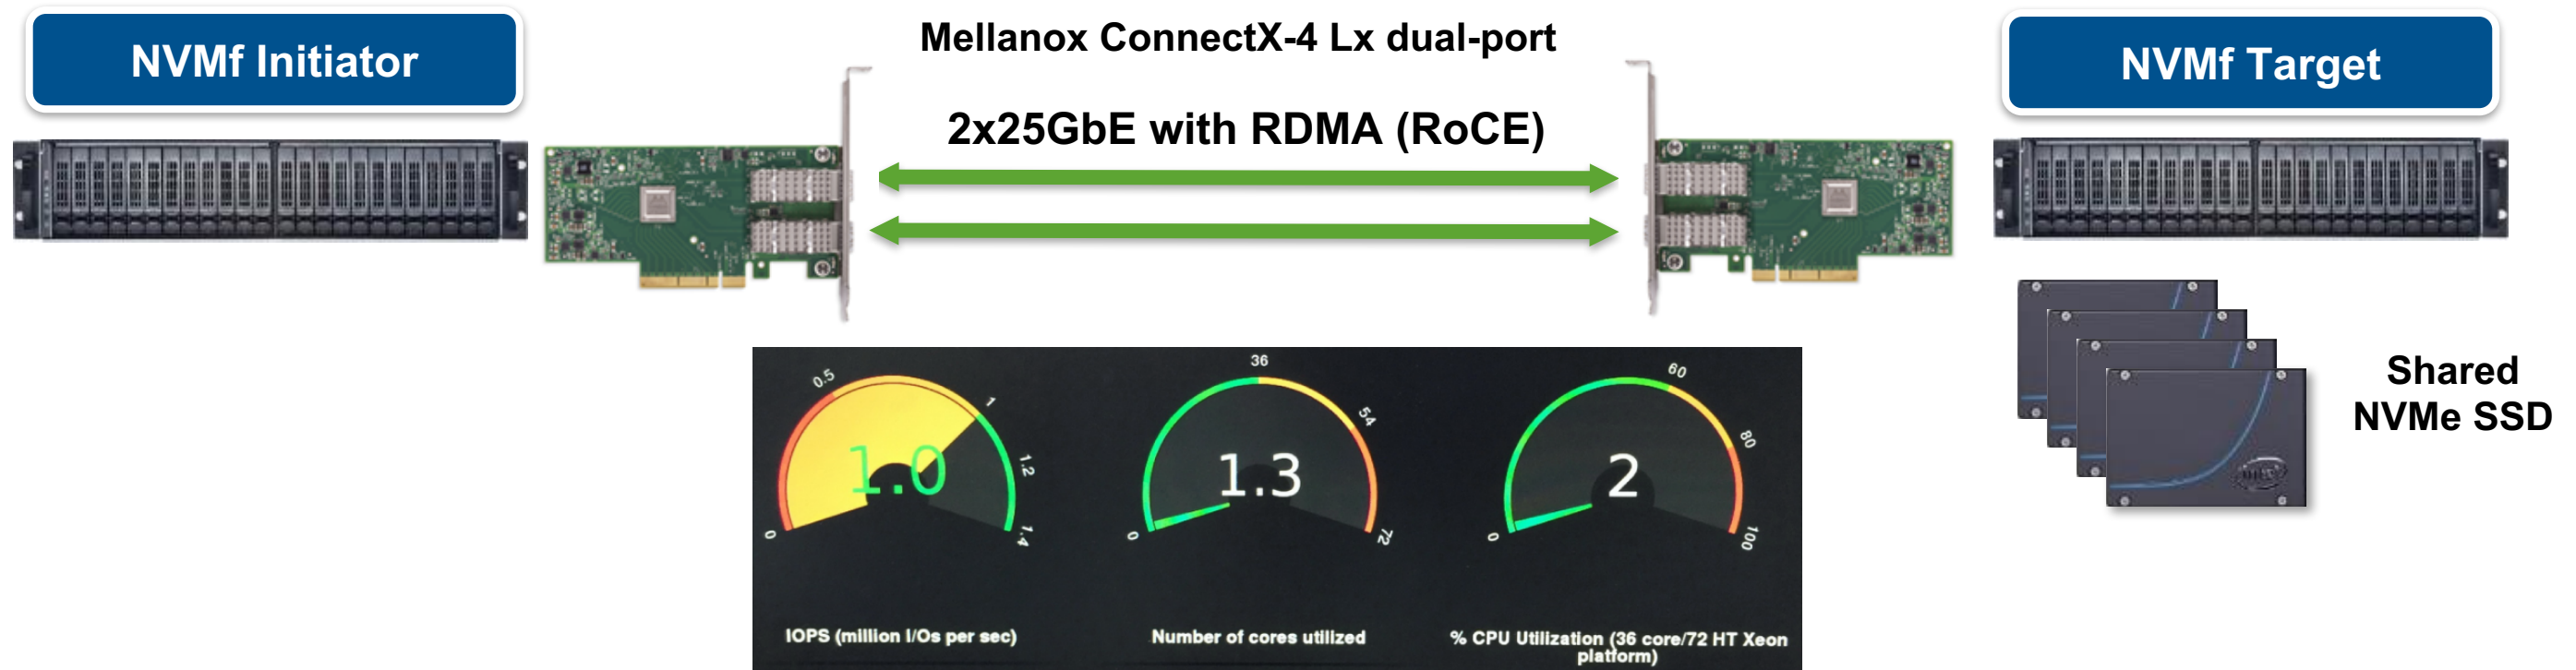 NVMf Initiator
Mellanox ConnectX-4 Lx dual-port
NVMf Target
2x25GbE with RDMA (RoCE)
Shared
NVMe SSD
0
0.5
1
1.2
1.4
1.0
IOPS (million I/Os per sec)
0
36
54
72
1.3
Number of cores utilized
0
60
80
100
2
% CPU Utilization (36 core/72 HT Xeon
platform)